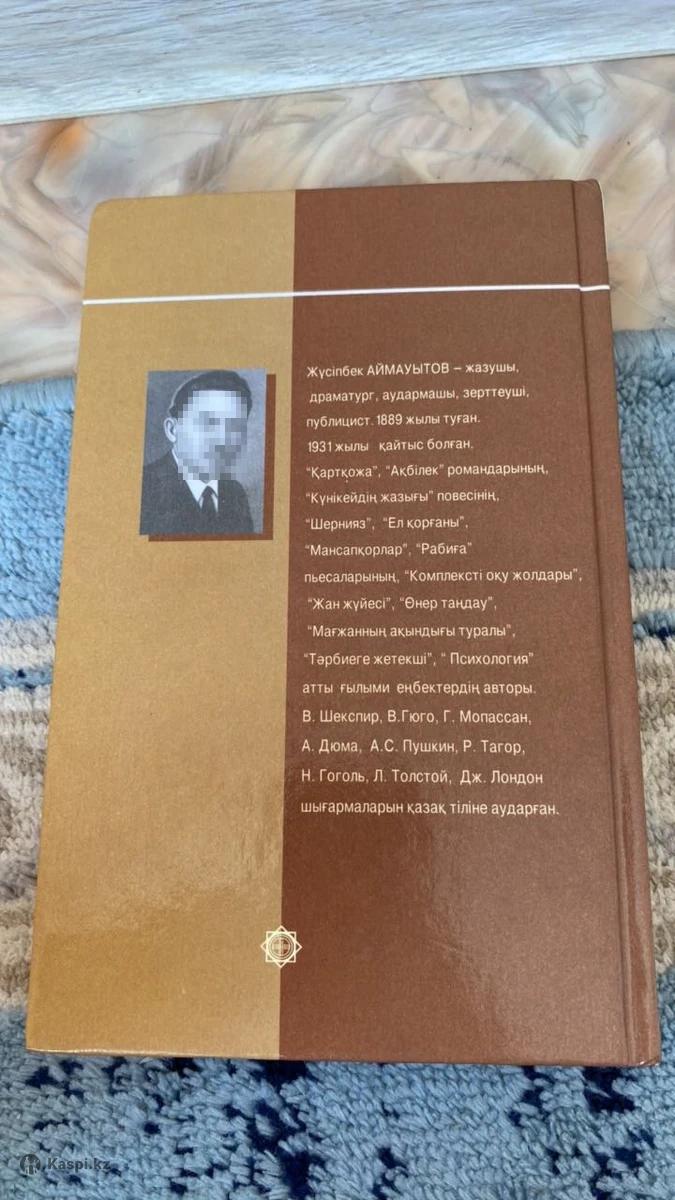 Жүсіпбек АЙМАУЫТОВ – жазушы,
драматург, аудармашы, зерттеуші,
публицист. 1889 жылы туған.
1931 жылы қайтыс болған.
“Қартқожа”, “Ақбілек” романдарының,
“Күнікейдің жазығы” повесінің,
“Шернияз”, “Ел қорғаны”,
“Мансапқорлар”, “Рабиға”
пьесаларының, “Комплексті оқу жолдары”,
“Жан жүйесі”, “Өнер таңдау”,
“Мағжанның ақындығы туралы”,
“Тәрбиеге жетекші”, “ Психология”
атты ғылыми еңбектердің авторы.
В. Шекспир, В.Гюго, Г. Мопассан,
А. Дюма, А.С. Пушкин, Р. Тагор,
Н. Гоголь, Л. Толстой, Дж. Лондон
шығармаларын қазақ тіліне аударған.
Kaspi.kz